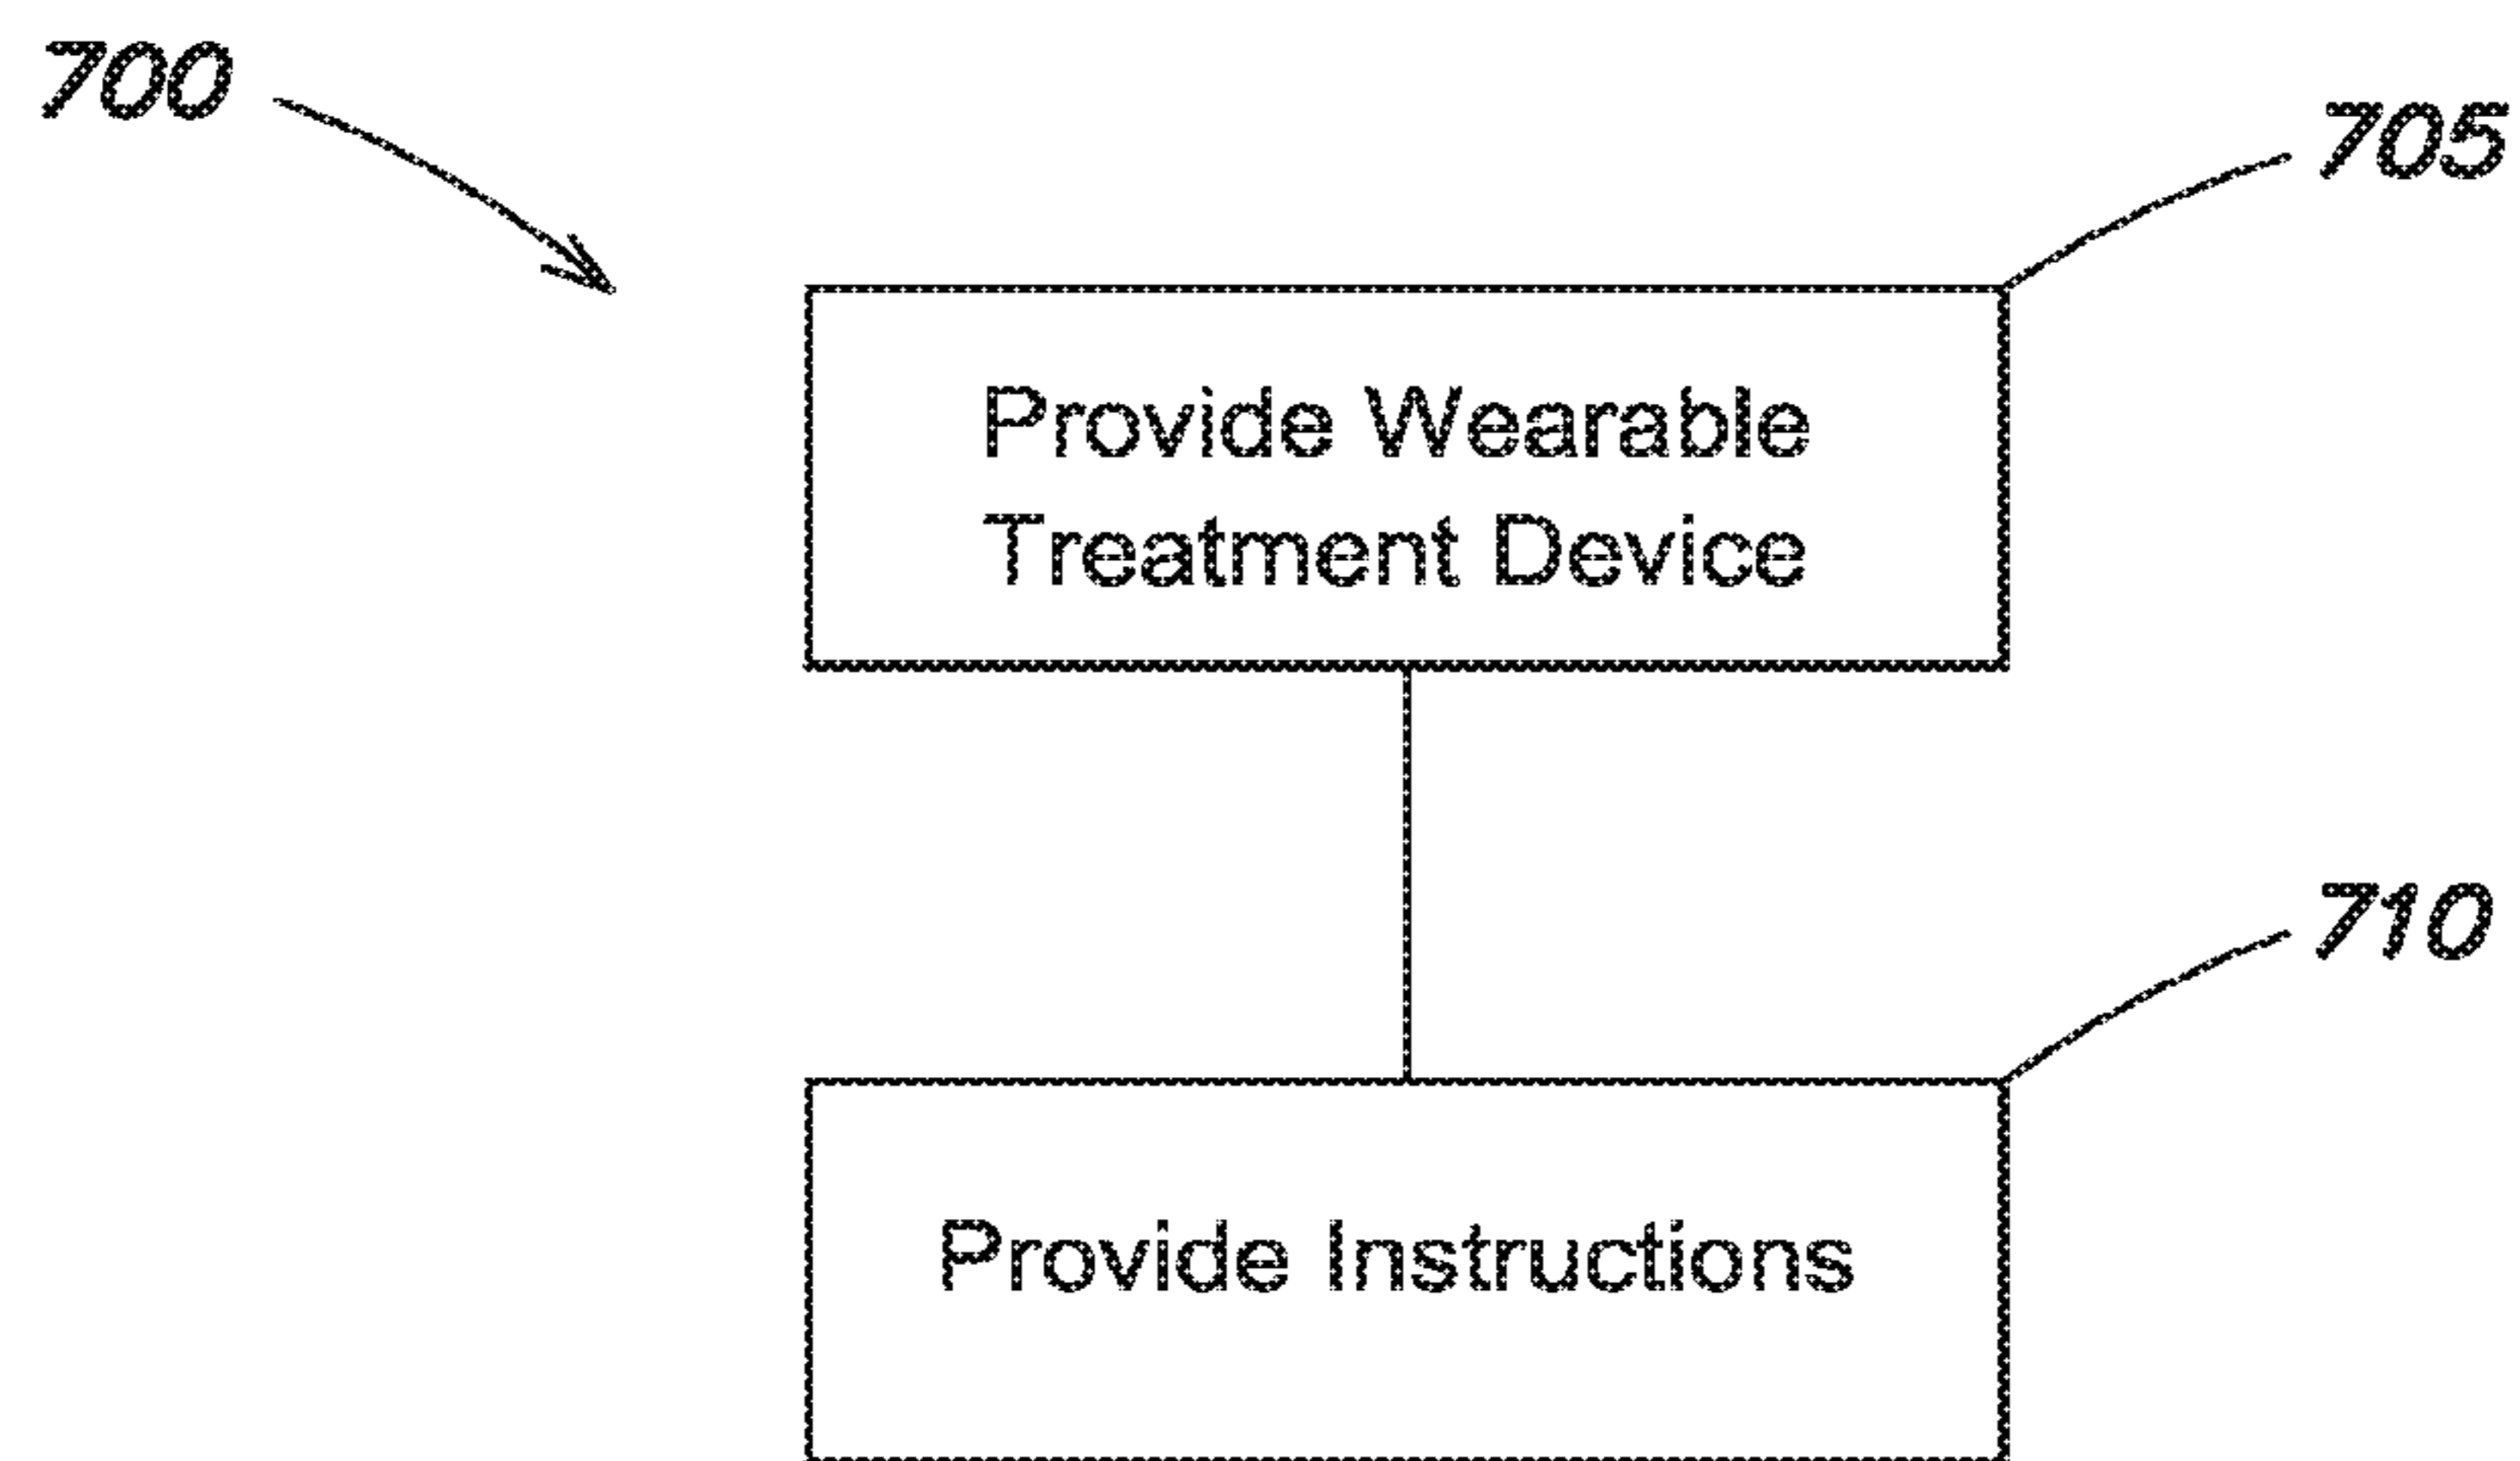 700
705
Provide Wearable
Treatment Device
710
Provide Instructions